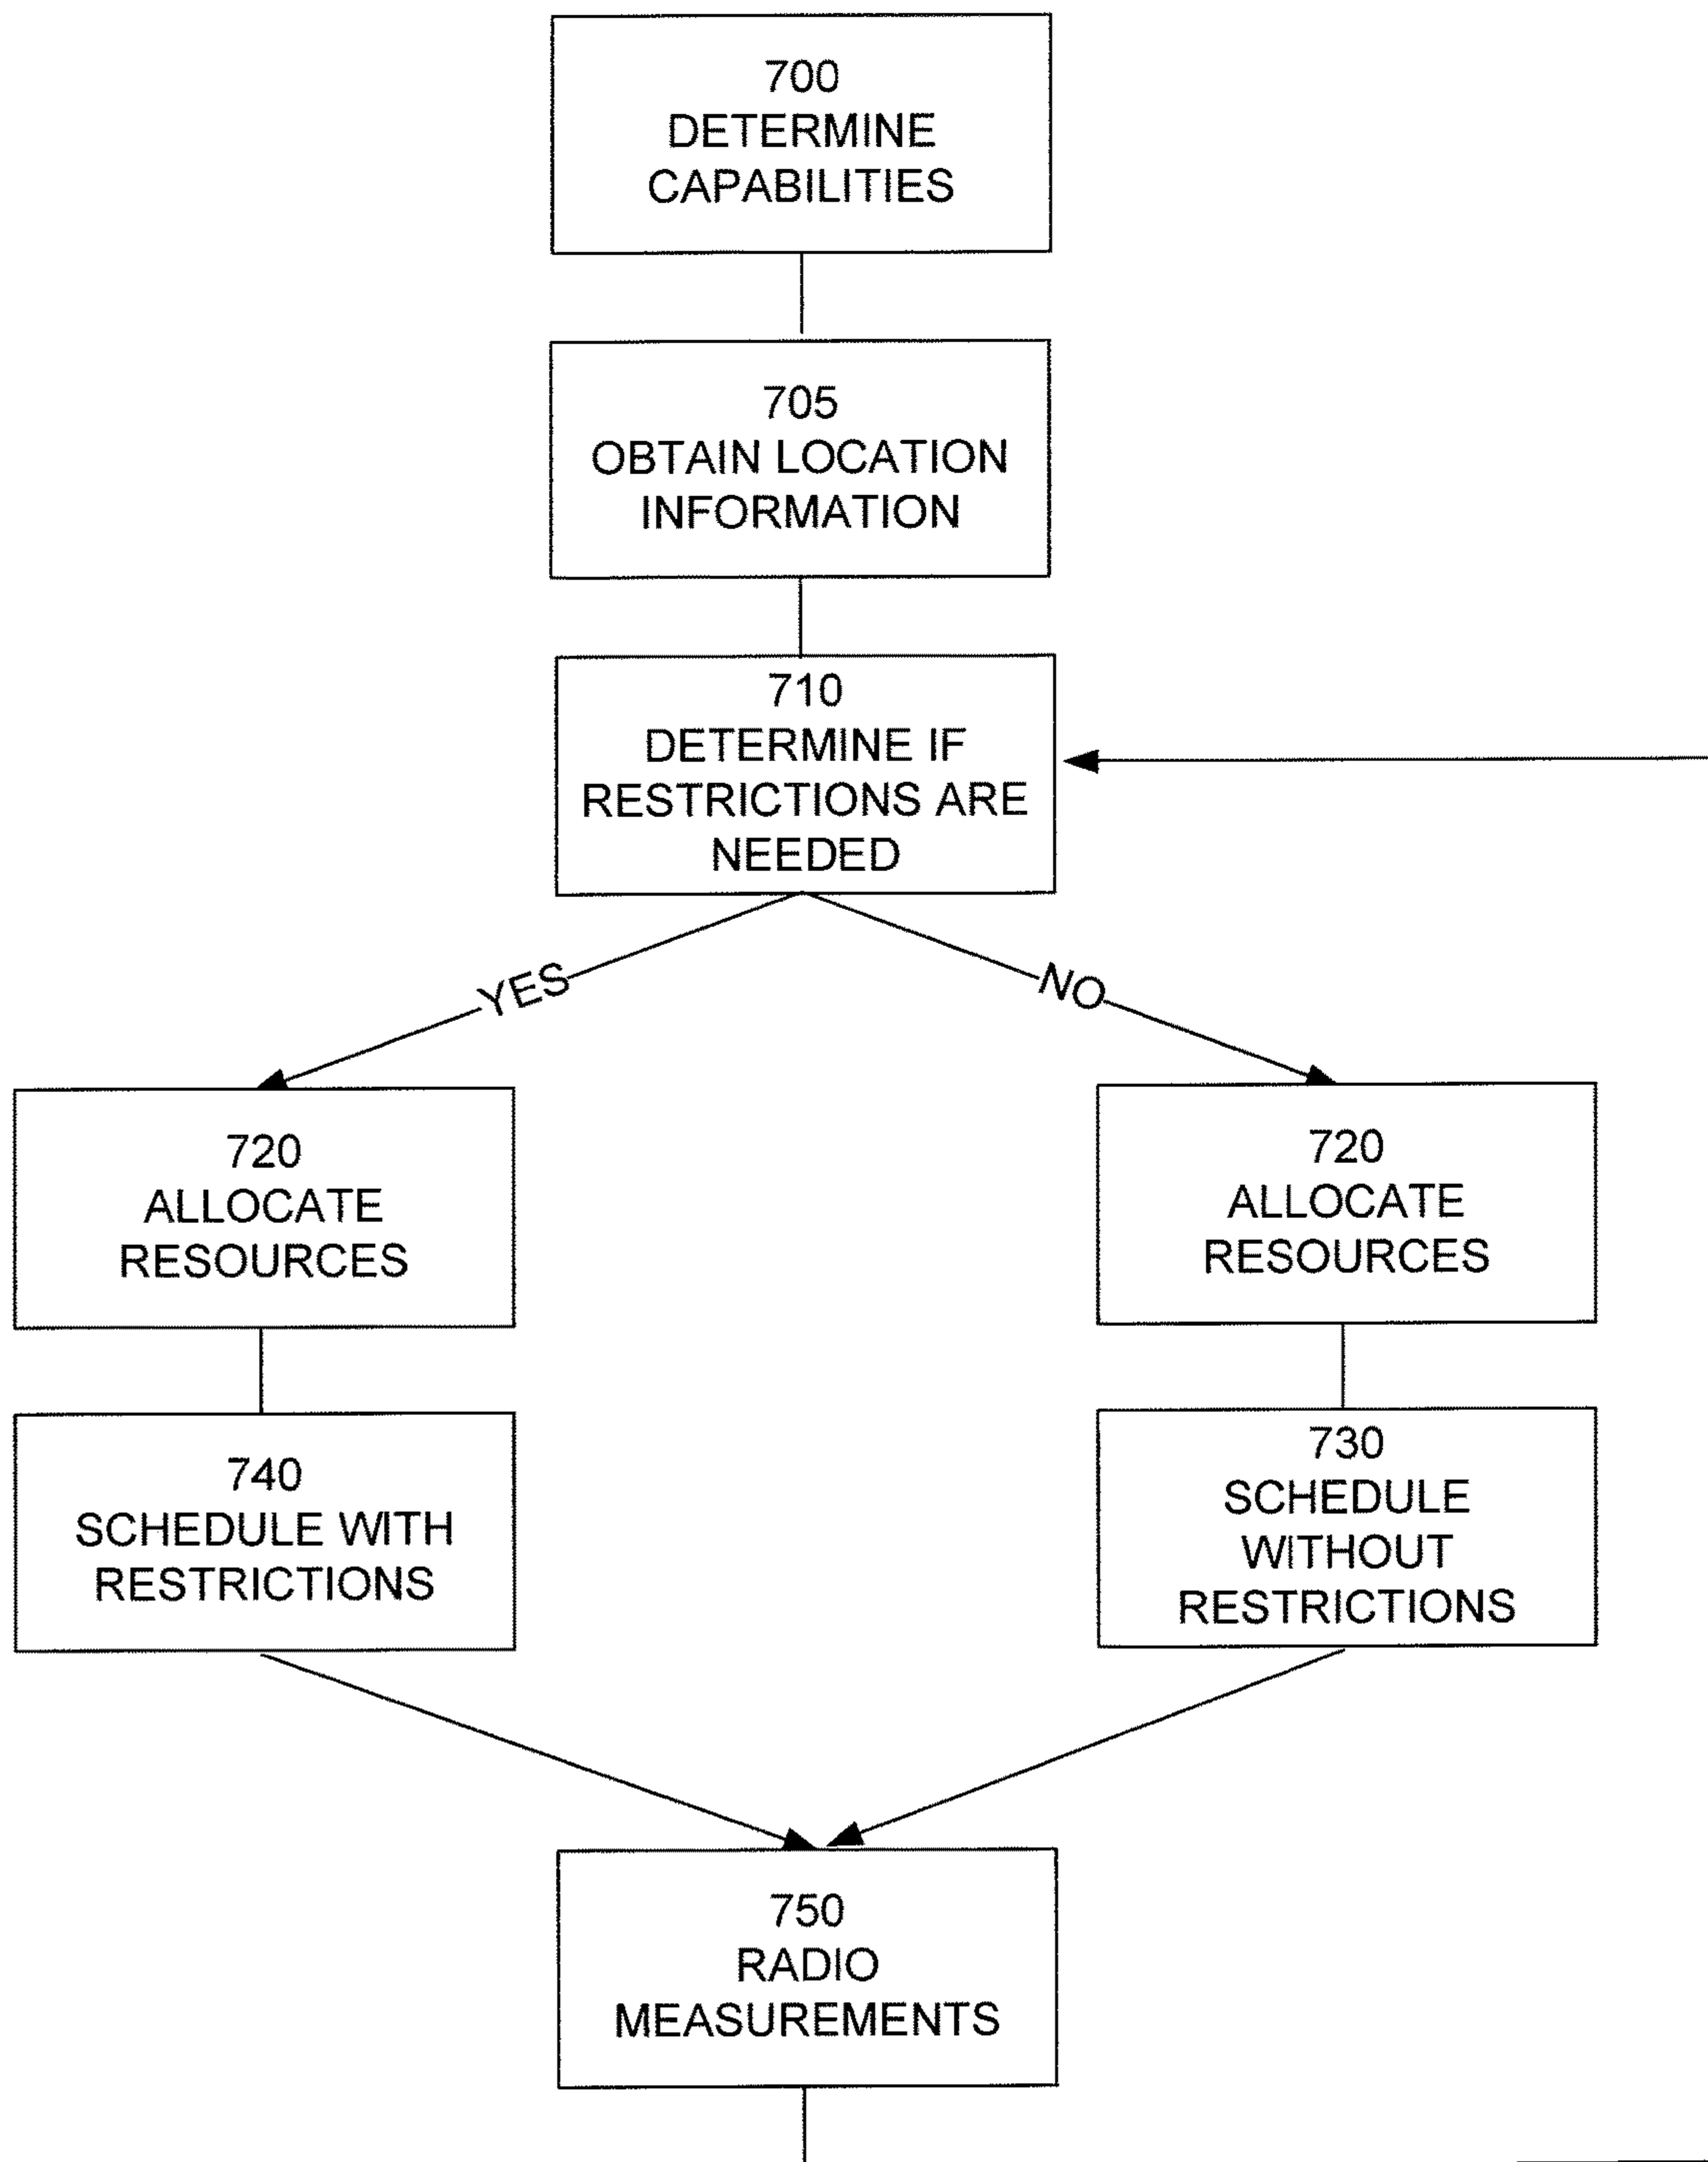 700
DETERMINE
CAPABILITIES
705
OBTAIN LOCATION
INFORMATION
710
DETERMINE IF
RESTRICTIONS ARE
NEEDED
YES
NO
720
ALLOCATE
RESOURCES
720
ALLOCATE
RESOURCES
740
SCHEDULE WITH
RESTRICTIONS
730
SCHEDULE
WITHOUT
RESTRICTIONS
750
RADIO
MEASUREMENTS